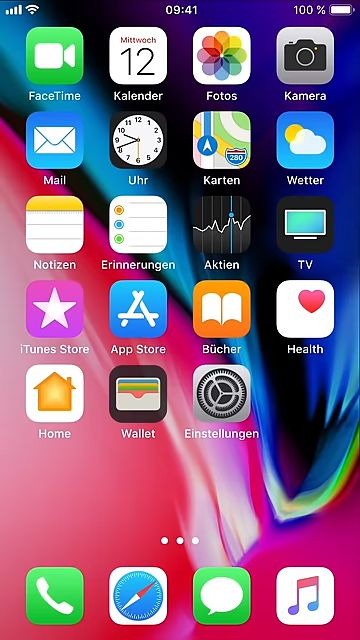 09:41
100 %
Mittwoch
12
FaceTime
Kalender
Fotos
Kamera
280
Mail
Uhr
Karten
Wetter
Notizen
Erinnerungen
Aktien
TV
iTunes Store
App Store
Bücher
Health
Home
Wallet
Einstellungen